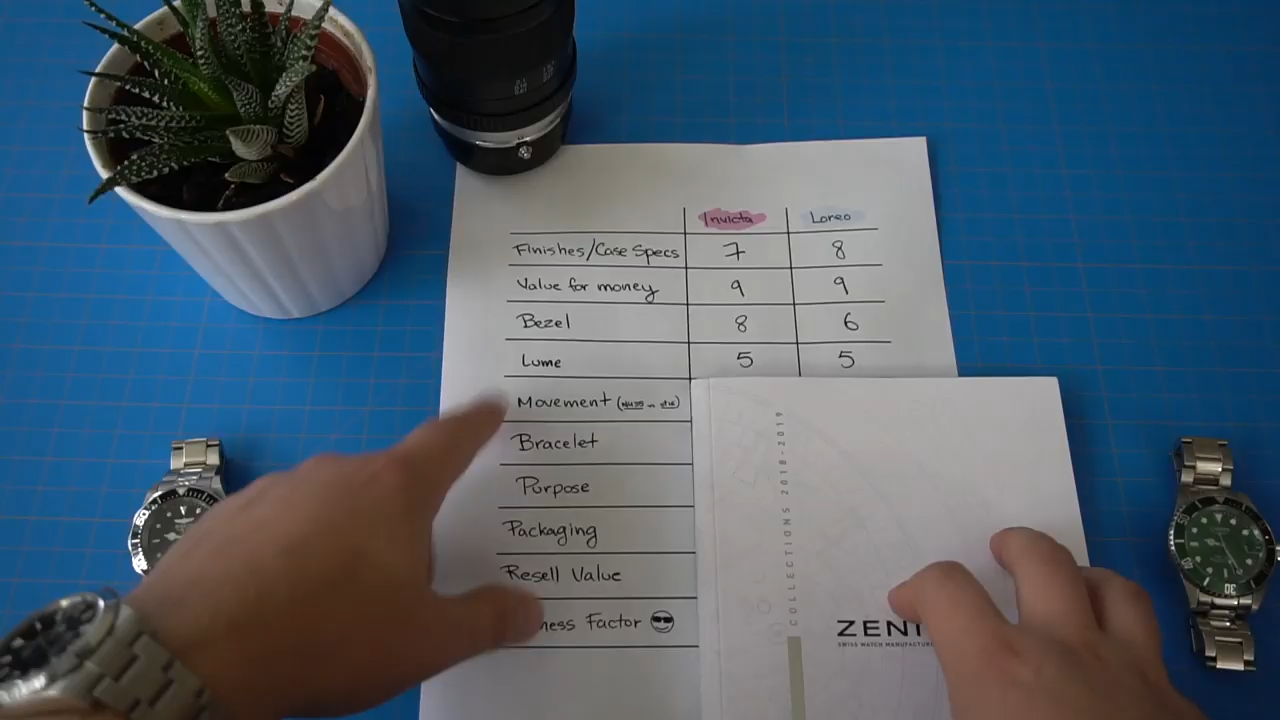 Invicta Loreo
Finishes/Case Specs 7 8
Value for money 9 9
Bezel 8 6
Lume 5 5
Movement
Bracelet
Purpose
Packaging
Resell Value
ness Factor 😎
COLLECTIONS 2018-2019
ZENI
SWISS WATCH MANUFACTURE